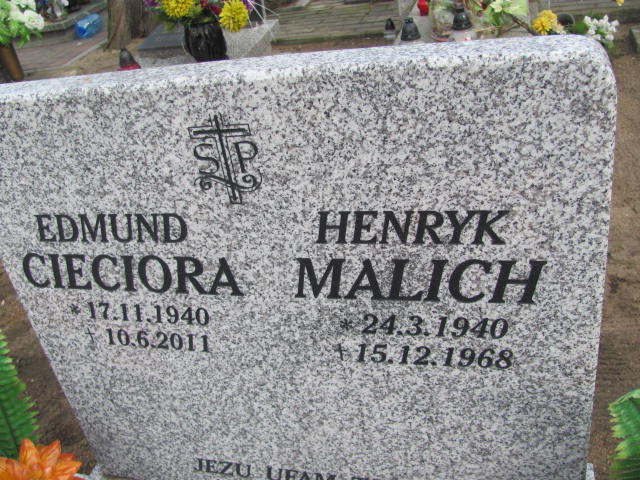 Ś P
EDMUND
CIECIORA
* 17.11.1940
† 10.6.2011
HENRYK
MALICH
* 24.3.1940
† 15.12.1968
JEZU UFAM